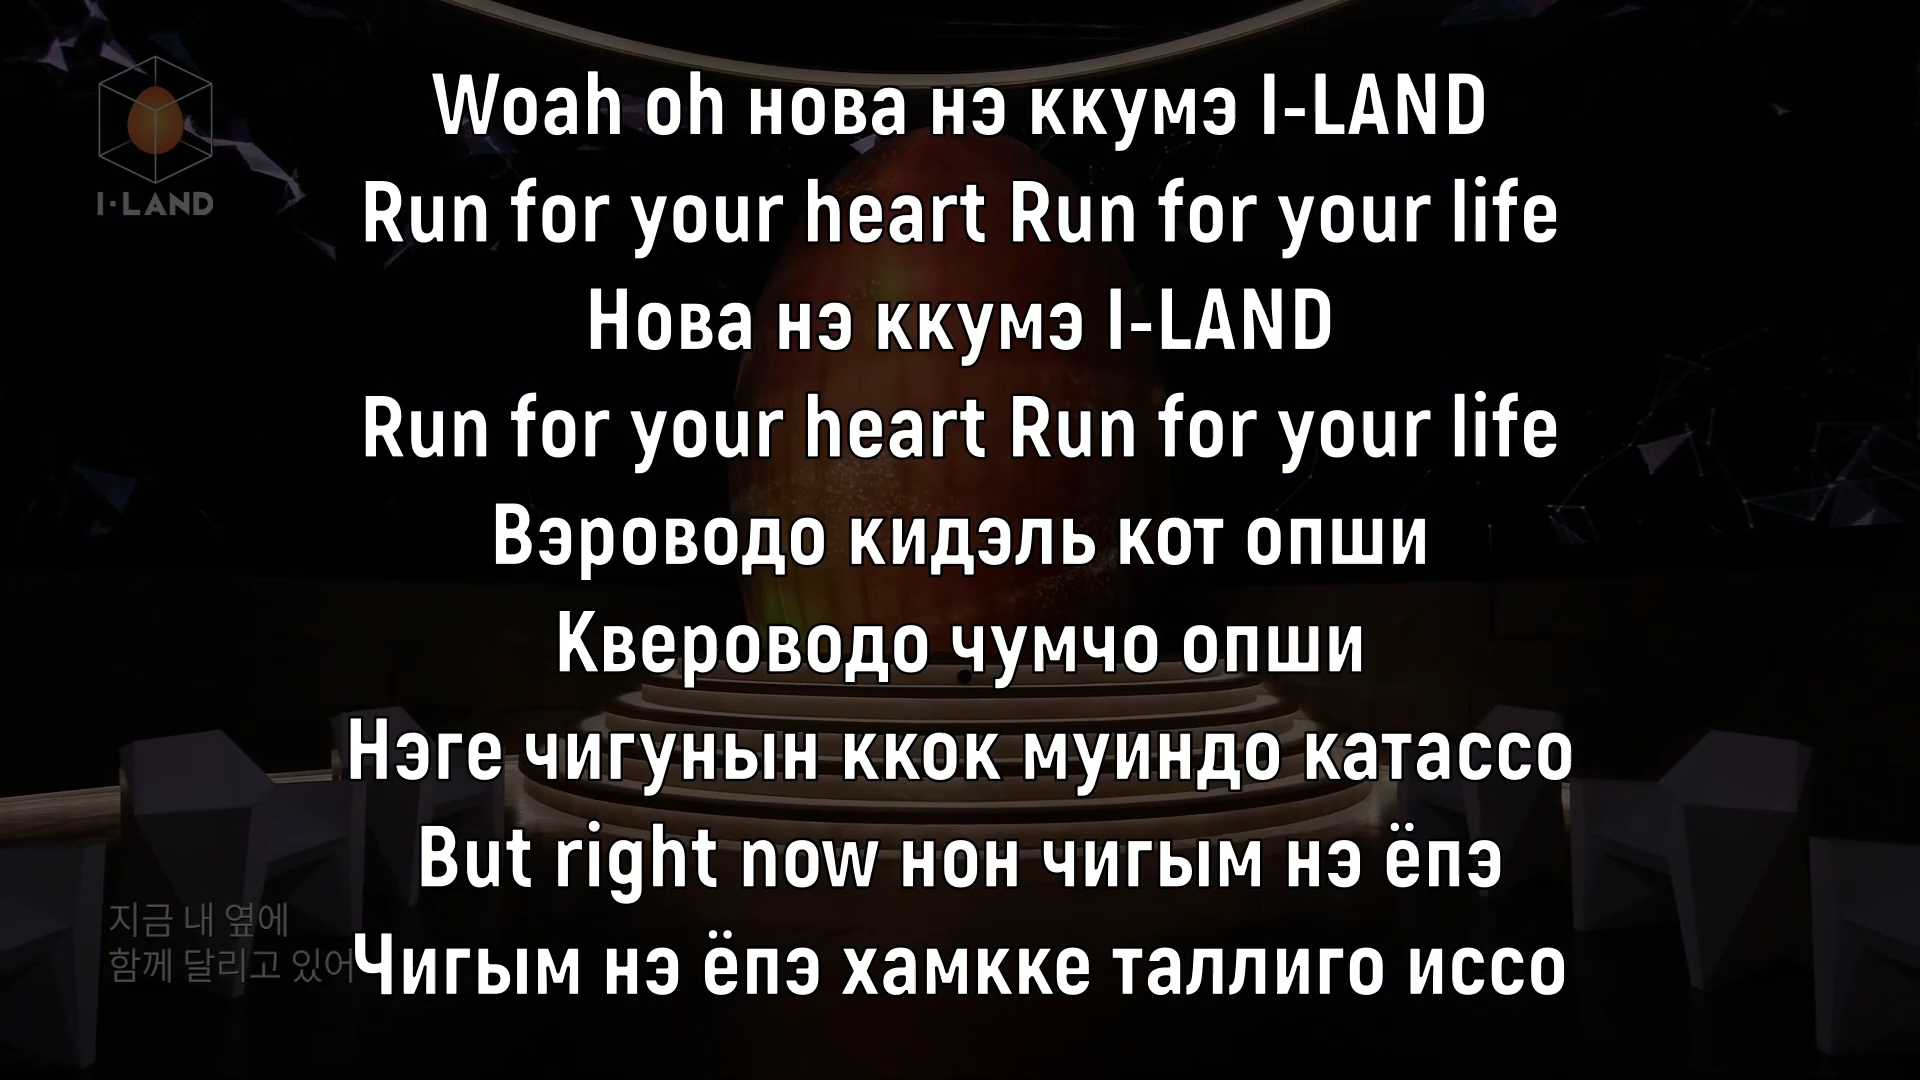 I·LAND
Woah oh нова нэ ккумэ I-LAND
Run for your heart Run for your life
Нова нэ ккумэ I-LAND
Run for your heart Run for your life
Вэроводо кидэль кот опши
Квероводо чумчо опши
Нэге чигунын ккок муиндо катассо
But right now нон чигым нэ ёпэ
Чигым нэ ёпэ хамкке таллиго иссо
지금 내 옆에
함께 달리고 있어